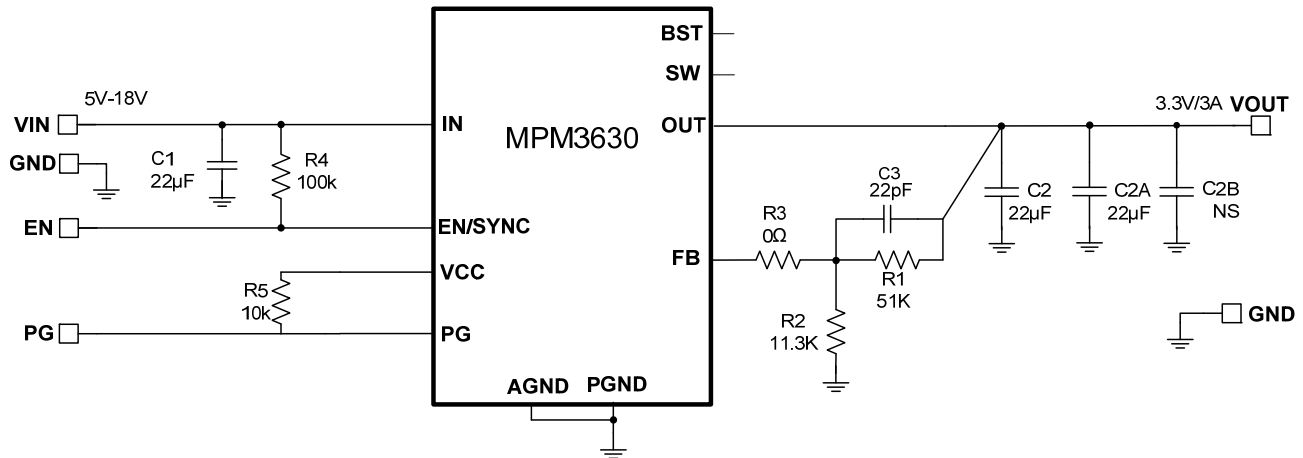 BST
SW
5V-18V
3.3V/3A VOUT
VIN
IN
MPM3630
OUT
GND
C1
22µF
R4
100k
C3
22pF
C2
22µF
C2A
22µF
C2B
NS
EN
EN/SYNC
R3
0Ω
FB
VCC
R1
51K
R5
10k
PG
PG
R2
11.3K
GND
AGND
PGND